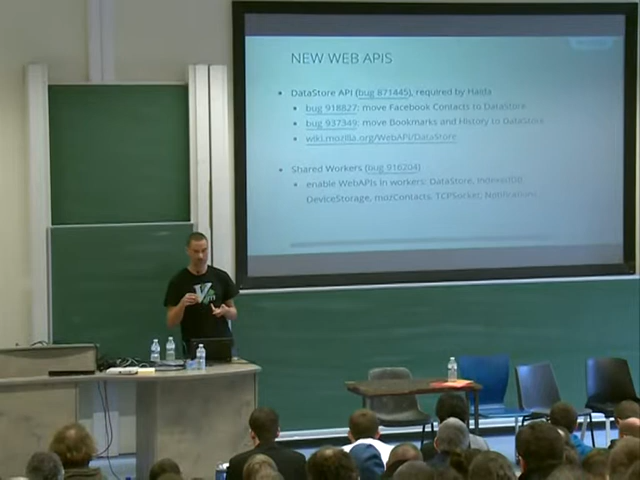 NEW WEB APIS
DataStore API (bug 871445), required by Haida
bug 918827: move Facebook Contacts to DataStore
bug 937349: move Bookmarks and History to DataStore
wiki.mozilla.org/WebAPI/DataStore
Shared Workers (bug 916204)
enable WebAPIs in workers: DataStore, IndexedDB,
DeviceStorage, mozContacts, TCPSocket, Notifications